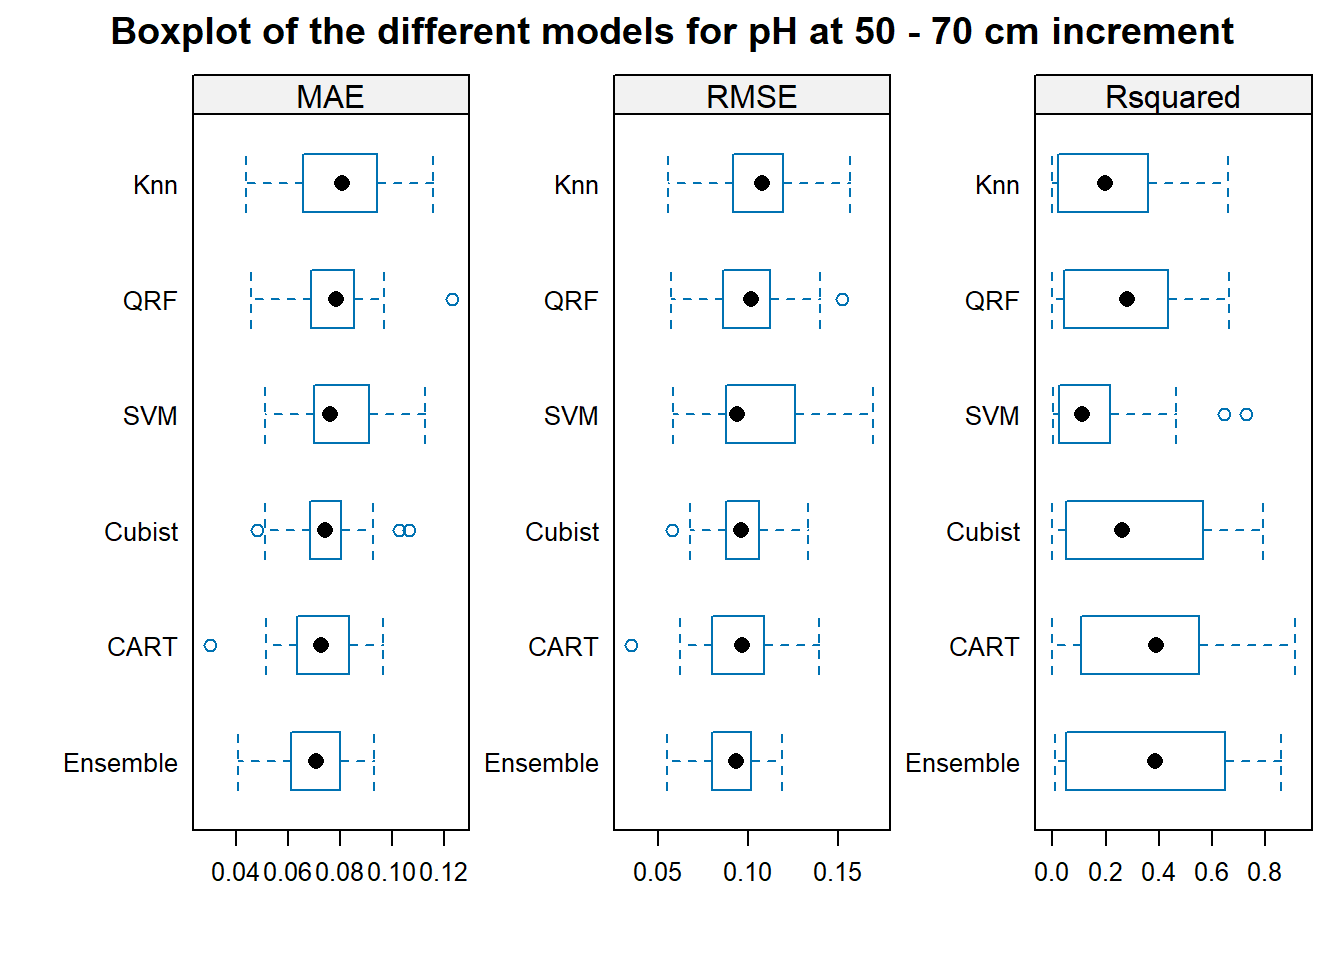 Boxplot of the different models for pH at 50 - 70 cm increment
MAE
Knn
QRF
SVM
Cubist
CART
Ensemble
0.04 0.06 0.08 0.10 0.12
RMSE
Knn
QRF
SVM
Cubist
CART
Ensemble
0.05 0.10 0.15
Rsquared
Knn
QRF
SVM
Cubist
CART
Ensemble
0.0 0.2 0.4 0.6 0.8